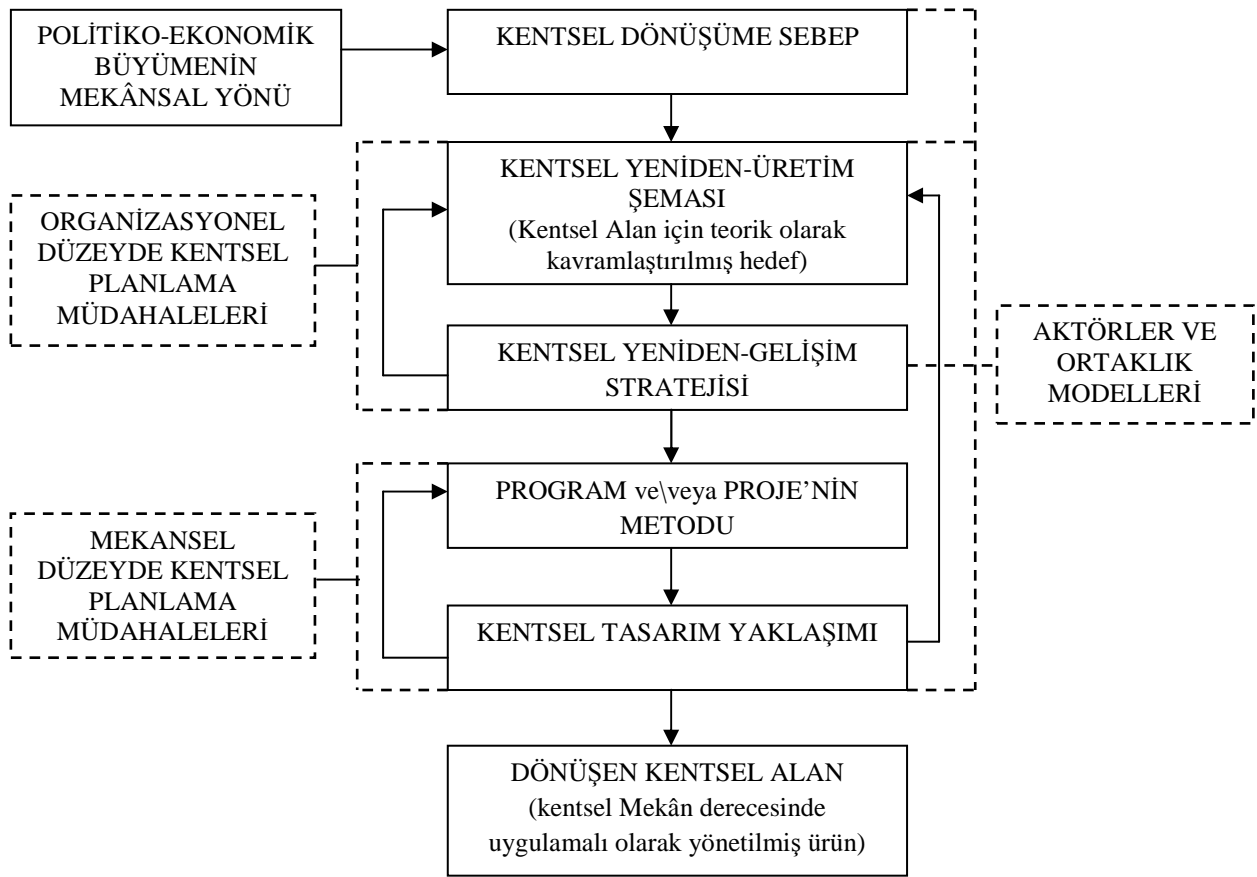 POLİTİKO-EKONOMİK
BÜYÜMENİN
MEKÂNSAL YÖNÜ
KENTSEL DÖNÜŞÜME SEBEP
KENTSEL YENİDEN-ÜRETİM
ŞEMASI
(Kentsel Alan için teorik olarak
kavramlaştırılmış hedef)
ORGANİZASYONEL
DÜZEYDE KENTSEL
PLANLAMA
MÜDAHALELERİ
KENTSEL YENİDEN-GELİŞİM
STRATEJİSİ
AKTÖRLER VE
ORTAKLIK
MODELLERİ
PROGRAM ve\veya PROJE’NİN
METODU
MEKANSEL
DÜZEYDE KENTSEL
PLANLAMA
MÜDAHALELERİ
KENTSEL TASARIM YAKLAŞIMI
DÖNÜŞEN KENTSEL ALAN
(kentsel Mekân derecesinde
uygulamalı olarak yönetilmiş ürün)